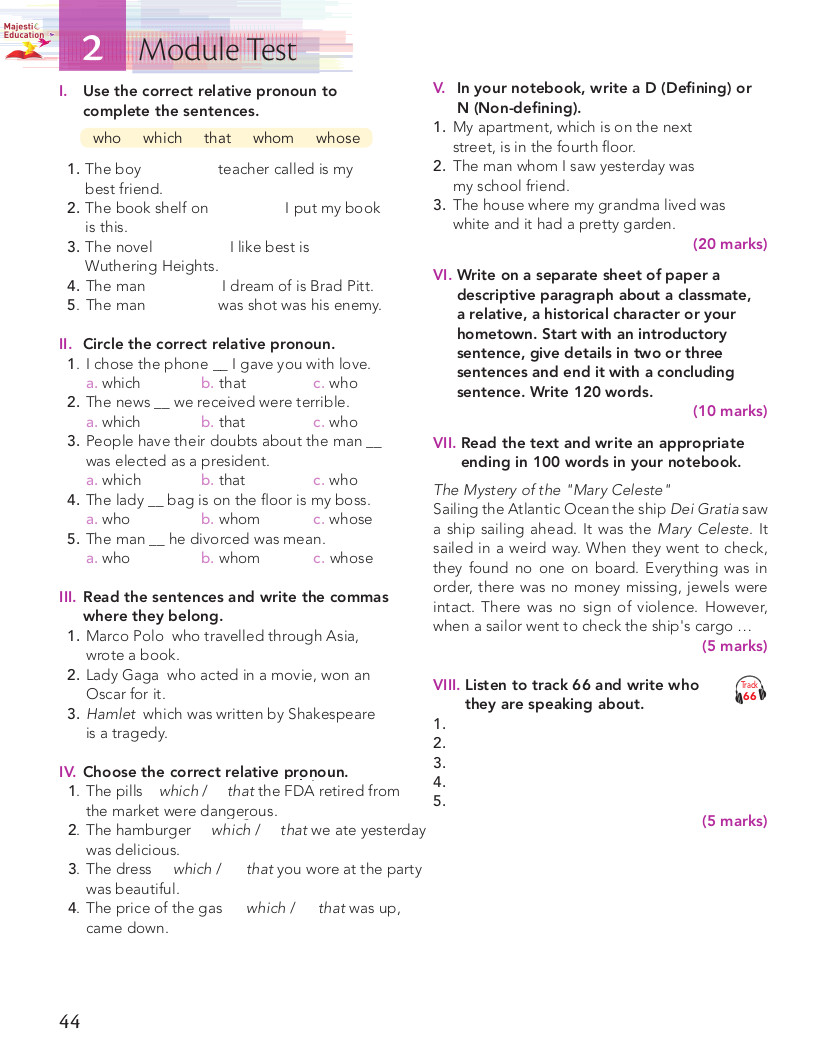 Majestic
Education
2
Module Test
I. Use the correct relative pronoun to
complete the sentences.
who which that whom whose
1. The boy teacher called is my
best friend.
2. The book shelf on I put my book
is this.
3. The novel I like best is
Wuthering Heights.
4. The man I dream of is Brad Pitt.
5. The man was shot was his enemy.
II. Circle the correct relative pronoun.
1. I chose the phone __ I gave you with love.
a. which b. that c. who
2. The news __ we received were terrible.
a. which b. that c. who
3. People have their doubts about the man __
was elected as a president.
a. which b. that c. who
4. The lady __ bag is on the floor is my boss.
a. who b. whom c. whose
5. The man __ he divorced was mean.
a. who b. whom c. whose
III. Read the sentences and write the commas
where they belong.
1. Marco Polo who travelled through Asia,
wrote a book.
2. Lady Gaga who acted in a movie, won an
Oscar for it.
3. Hamlet which was written by Shakespeare
is a tragedy.
IV. Choose the correct relative pronoun.
1. The pills which / that the FDA retired from
the market were dangerous.
2. The hamburger which / that we ate yesterday
was delicious.
3. The dress which / that you wore at the party
was beautiful.
4. The price of the gas which / that was up,
came down.
V. In your notebook, write a D (Defining) or
N (Non-defining).
1. My apartment, which is on the next
street, is in the fourth floor.
2. The man whom I saw yesterday was
my school friend.
3. The house where my grandma lived was
white and it had a pretty garden.
(20 marks)
VI. Write on a separate sheet of paper a
descriptive paragraph about a classmate,
a relative, a historical character or your
hometown. Start with an introductory
sentence, give details in two or three
sentences and end it with a concluding
sentence. Write 120 words.
(10 marks)
VII. Read the text and write an appropriate
ending in 100 words in your notebook.
The Mystery of the "Mary Celeste"
Sailing the Atlantic Ocean the ship Dei Gratia saw
a ship sailing ahead. It was the Mary Celeste. It
sailed in a weird way. When they went to check,
they found no one on board. Everything was in
order, there was no money missing, jewels were
intact. There was no sign of violence. However,
when a sailor went to check the ship's cargo ...
(5 marks)
VIII. Listen to track 66 and write who
they are speaking about.
Track
66
1.
2.
3.
4.
5.
(5 marks)
44